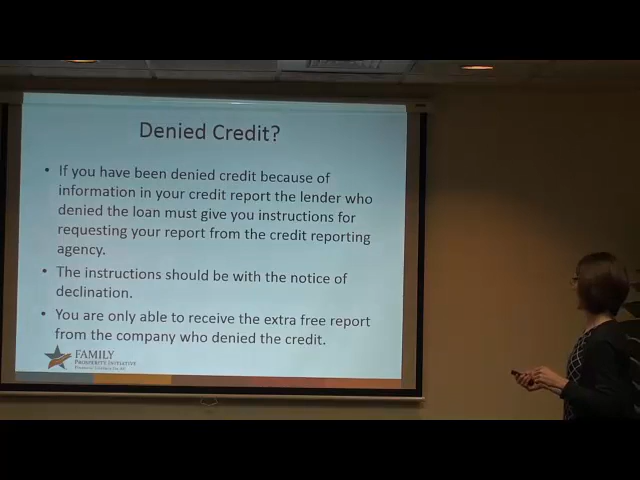 Denied Credit?
• If you have been denied credit because of
information in your credit report the lender who
denied the loan must give you instructions for
requesting your report from the credit reporting
agency.
• The instructions should be with the notice of
declination.
• You are only able to receive the extra free report
from the company who denied the credit.
FAMILY
PROSPERITY INITIATIVE